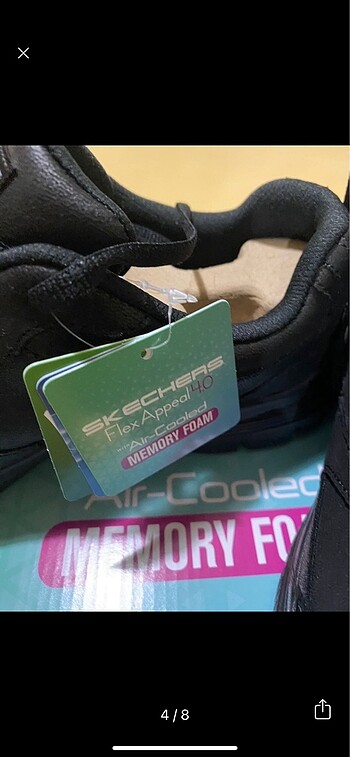 SKECHERS
Flex Appeal 4.0
Air-Cooled
MEMORY FOAM
Air-Cooled
MEMORY FO
4 / 8